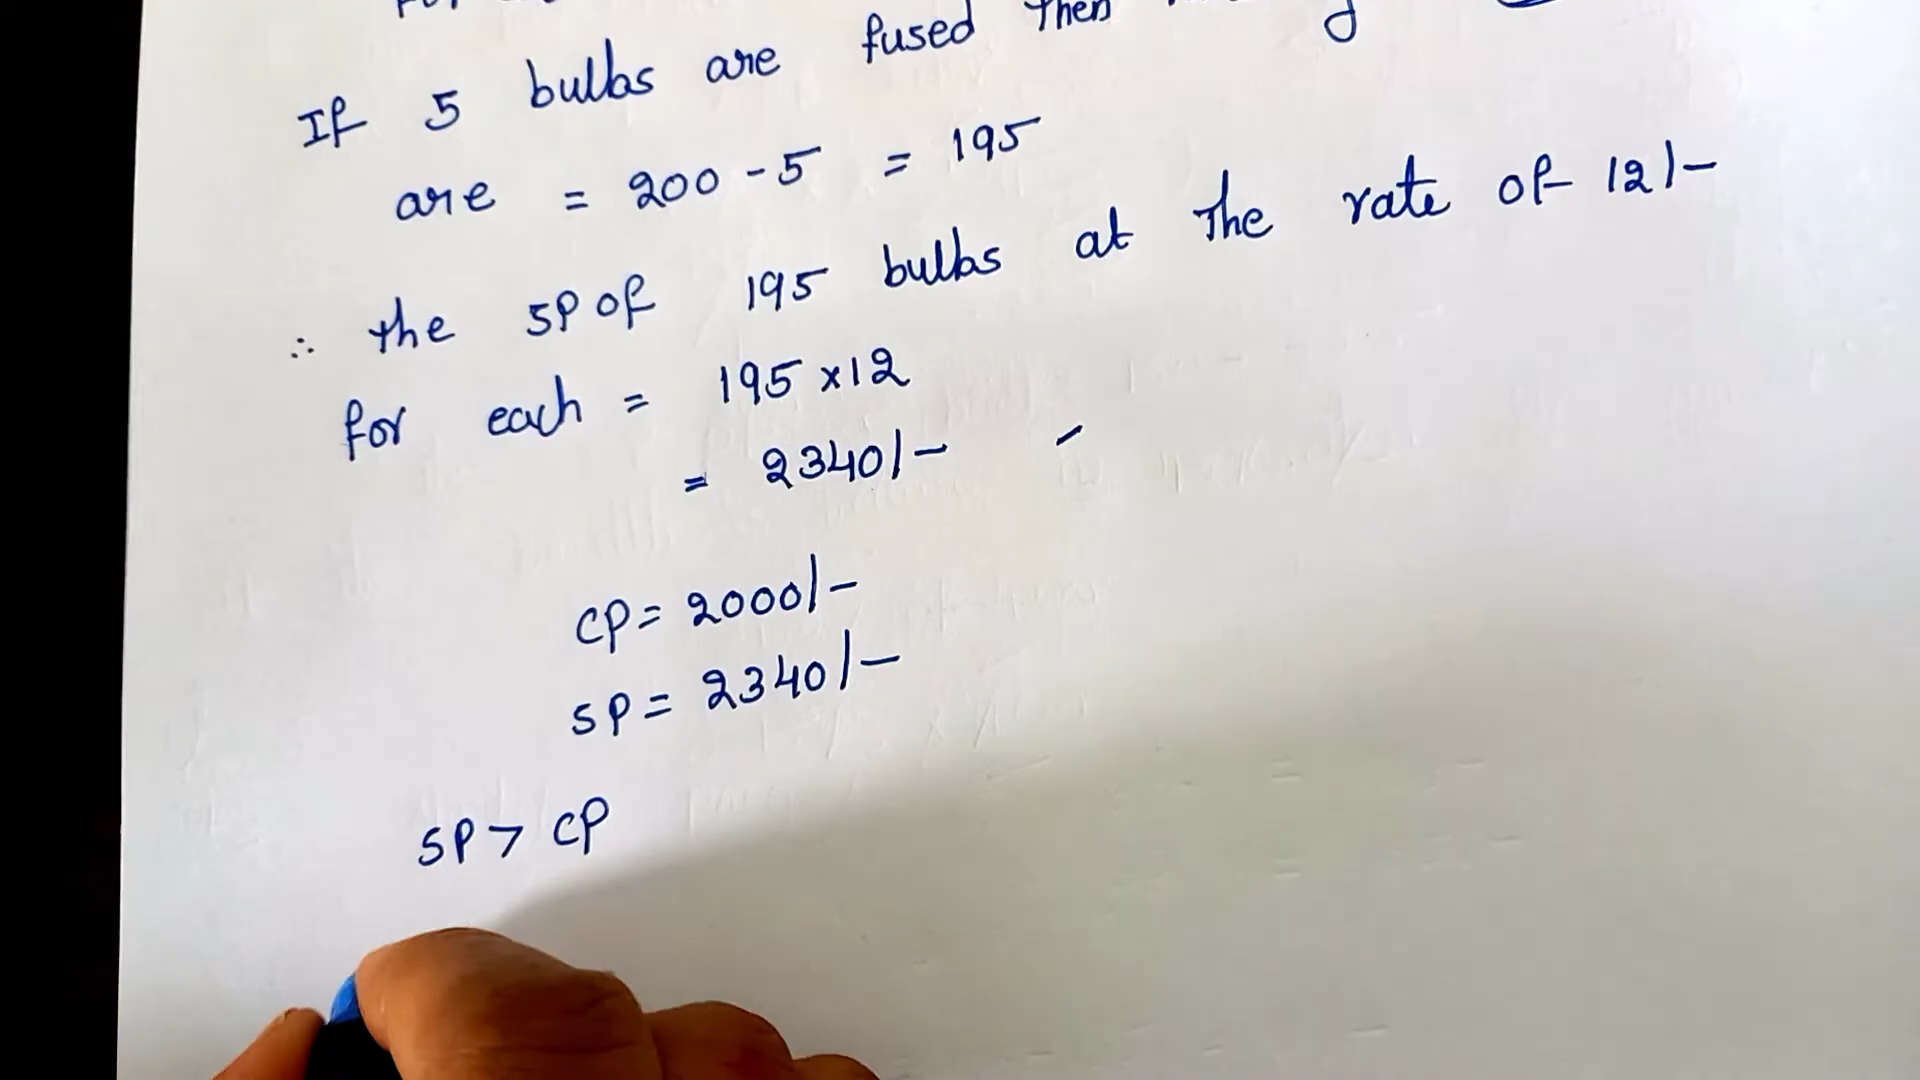 If 5 bulbs are fused then
are = 200 - 5 = 195
∴ the SP of 195 bulbs at the rate of 12/-
for each = 195 ×12
= 2340/-
CP = 2000/-
SP = 2340/-
SP > CP